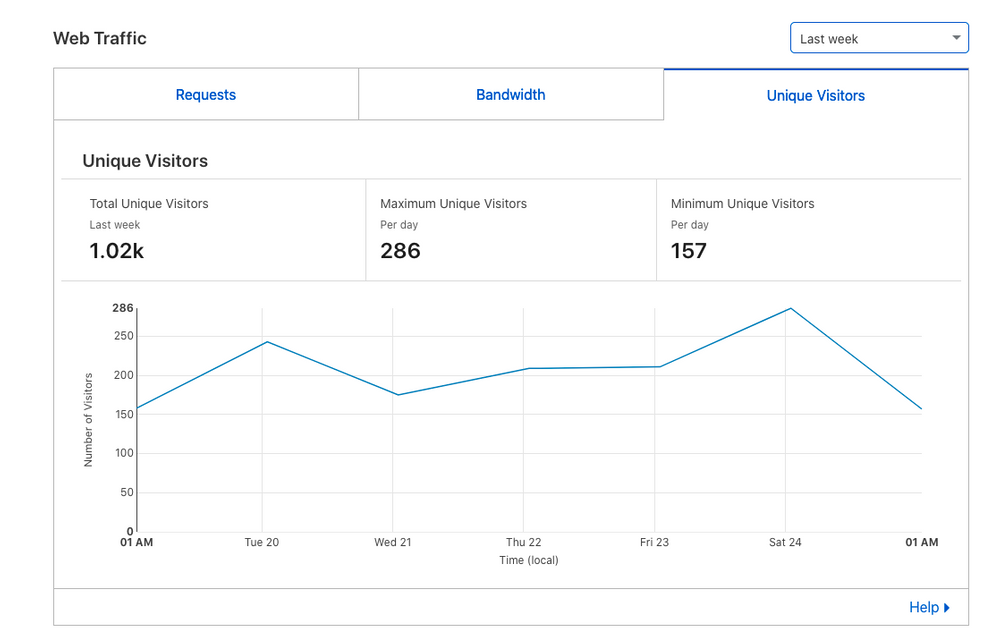 Web Traffic
Last week
Requests
Bandwidth
Unique Visitors
Unique Visitors
Total Unique Visitors
Last week
1.02k
Maximum Unique Visitors
Per day
286
Minimum Unique Visitors
Per day
157
Number of Visitors
286
250
200
150
100
50
0
01 AM
Tue 20
Wed 21
Thu 22
Fri 23
Sat 24
01 AM
Time (local)
Help